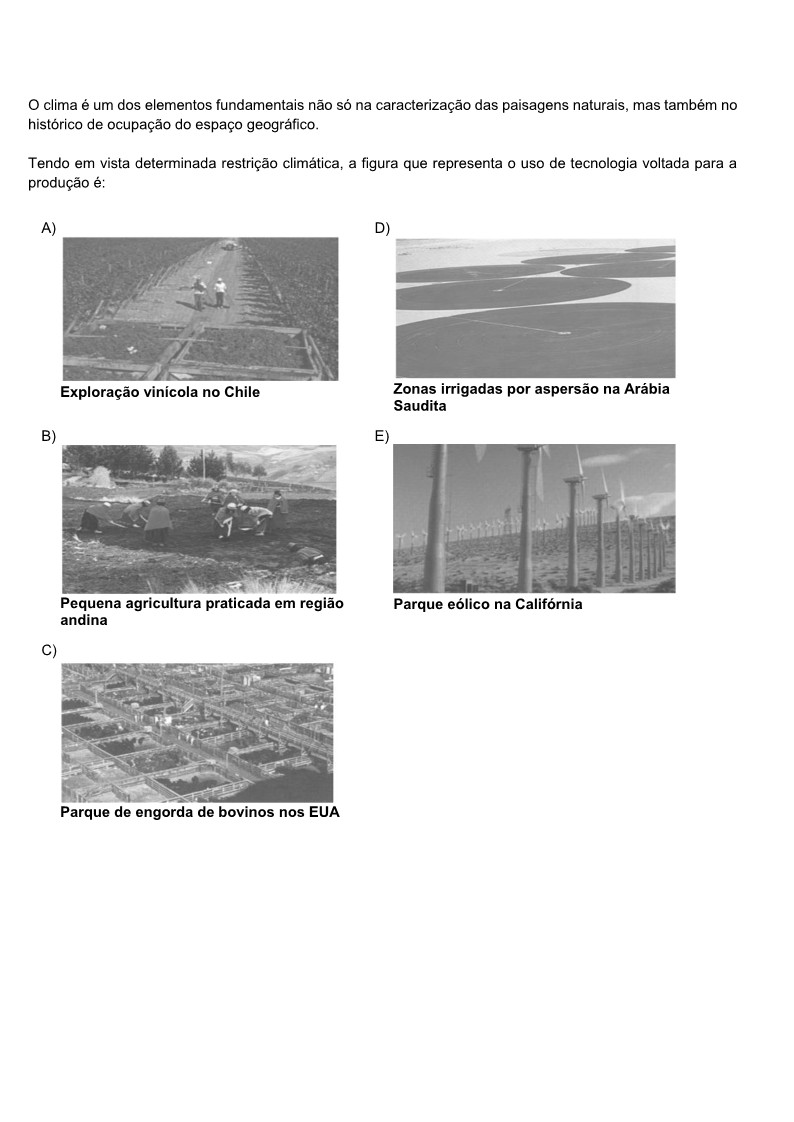 O clima é um dos elementos fundamentais não só na caracterização das paisagens naturais, mas também no
histórico de ocupação do espaço geográfico.
Tendo em vista determinada restrição climática, a figura que representa o uso de tecnologia voltada para a
produção é:
A)
Exploração vinícola no Chile
B)
Pequena agricultura praticada em região
andina
C)
Parque de engorda de bovinos nos EUA
D)
Zonas irrigadas por aspersão na Arábia
Saudita
E)
Parque eólico na Califórnia